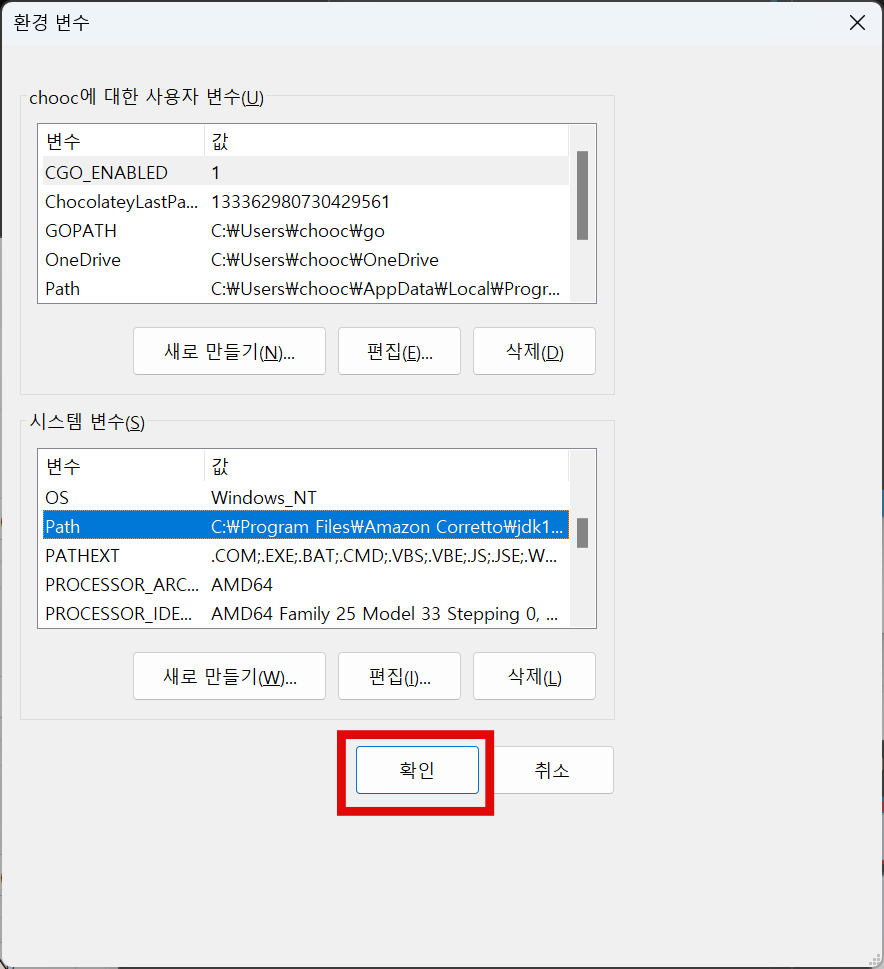 환경 변수
chooc에 대한 사용자 변수(U)
변수 값
CGO_ENABLED 1
ChocolateyLastPa... 133362980730429561
GOPATH C:₩Users₩chooc₩go
OneDrive C:₩Users₩chooc₩OneDrive
Path C:₩Users₩chooc₩AppData₩Local₩Progr...
새로 만들기(N)... 편집(E)... 삭제(D)
시스템 변수(S)
변수 값
OS Windows_NT
Path C:₩Program Files₩Amazon Corretto₩jdk1...
PATHEXT .COM;.EXE;.BAT;.CMD;.VBS;.VBE;.JS;.JSE;.W...
PROCESSOR_ARC... AMD64
PROCESSOR_IDE... AMD64 Family 25 Model 33 Stepping 0, ...
새로 만들기(W)... 편집(I)... 삭제(L)
확인 취소